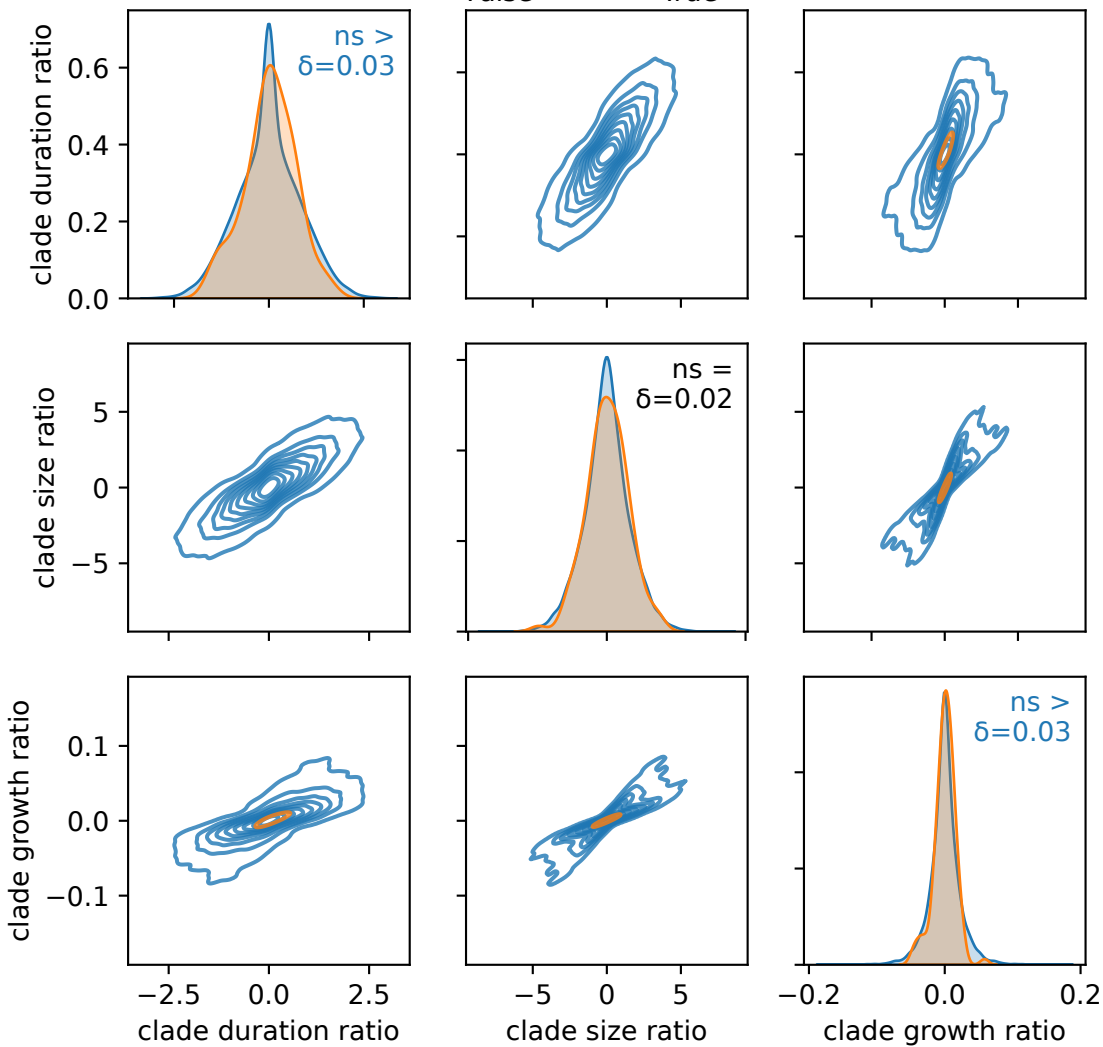 ns >
δ=0.03
clade duration ratio
0.6
0.4
0.2
0.0
−5 0 5
ns =
δ=0.02
clade size ratio
5
0
−5
ns >
δ=0.03
clade growth ratio
0.1
0.0
−0.1
−2.5 0.0 2.5
−5 0 5
−0.2 0.0 0.2
clade duration ratio
clade size ratio
clade growth ratio